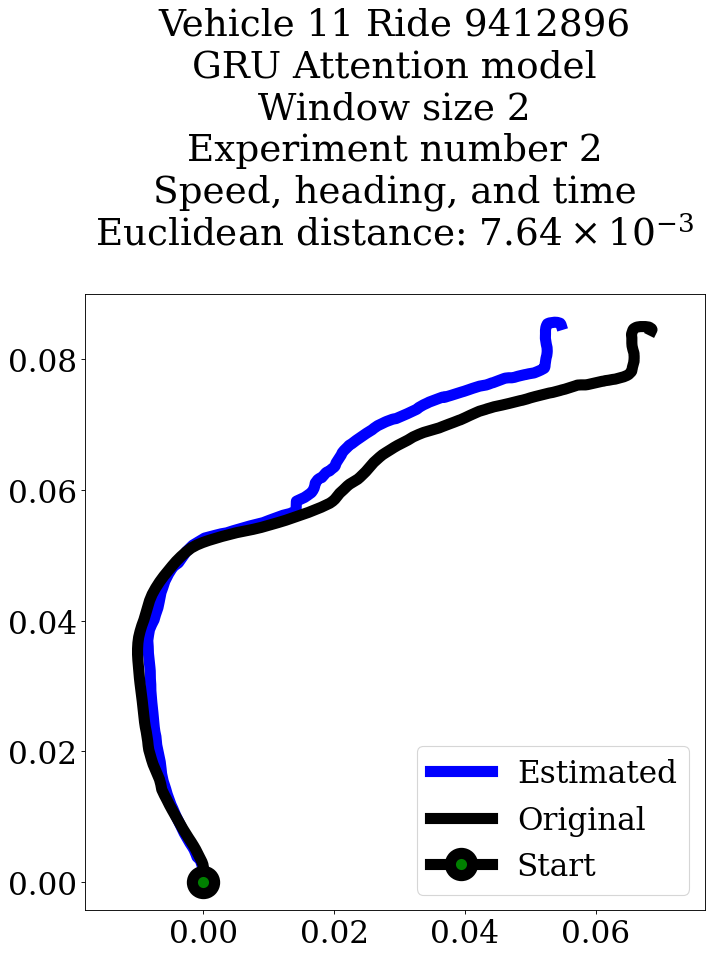 Vehicle 11 Ride 9412896
GRU Attention model
Window size 2
Experiment number 2
Speed, heading, and time
Euclidean distance: 7.64 × 10⁻³
0.08
0.06
0.04
0.02
0.00
Estimated
Original
Start
0.00 0.02 0.04 0.06